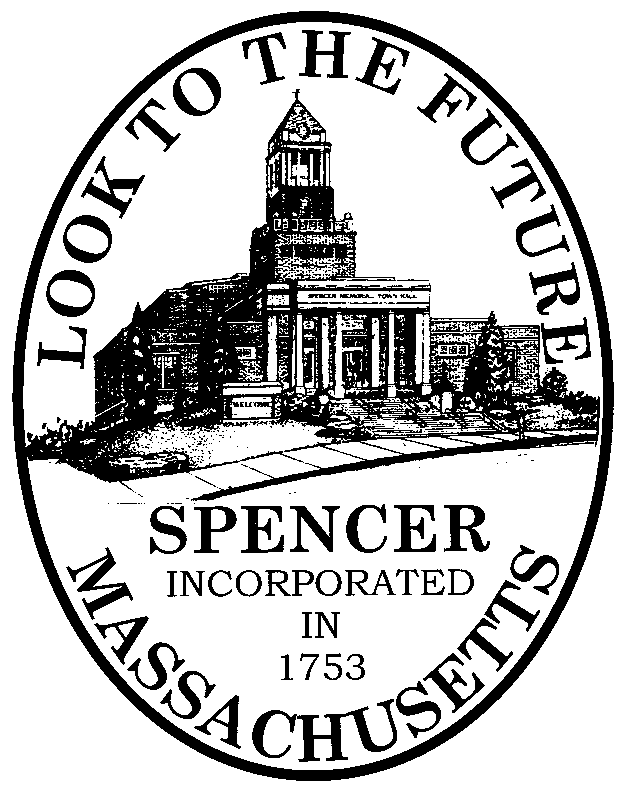 LOOK TO THE FUTURE
SPENCER MEMORIAL TOWN HALL
WELCOME
SPENCER
INCORPORATED
IN
1753
MASSACHUSETTS